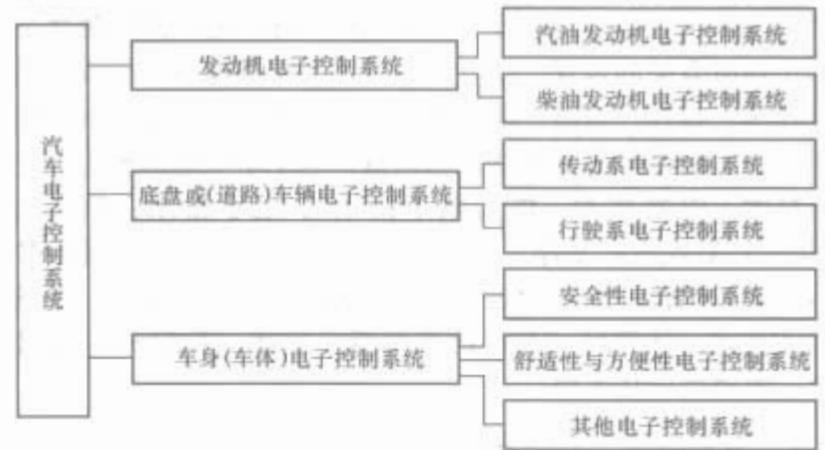 汽车电子控制系统
发动机电子控制系统
汽油发动机电子控制系统
柴油发动机电子控制系统
底盘或(道路)车辆电子控制系统
传动系电子控制系统
行驶系电子控制系统
车身(车体)电子控制系统
安全性电子控制系统
舒适性与方便性电子控制系统
其他电子控制系统